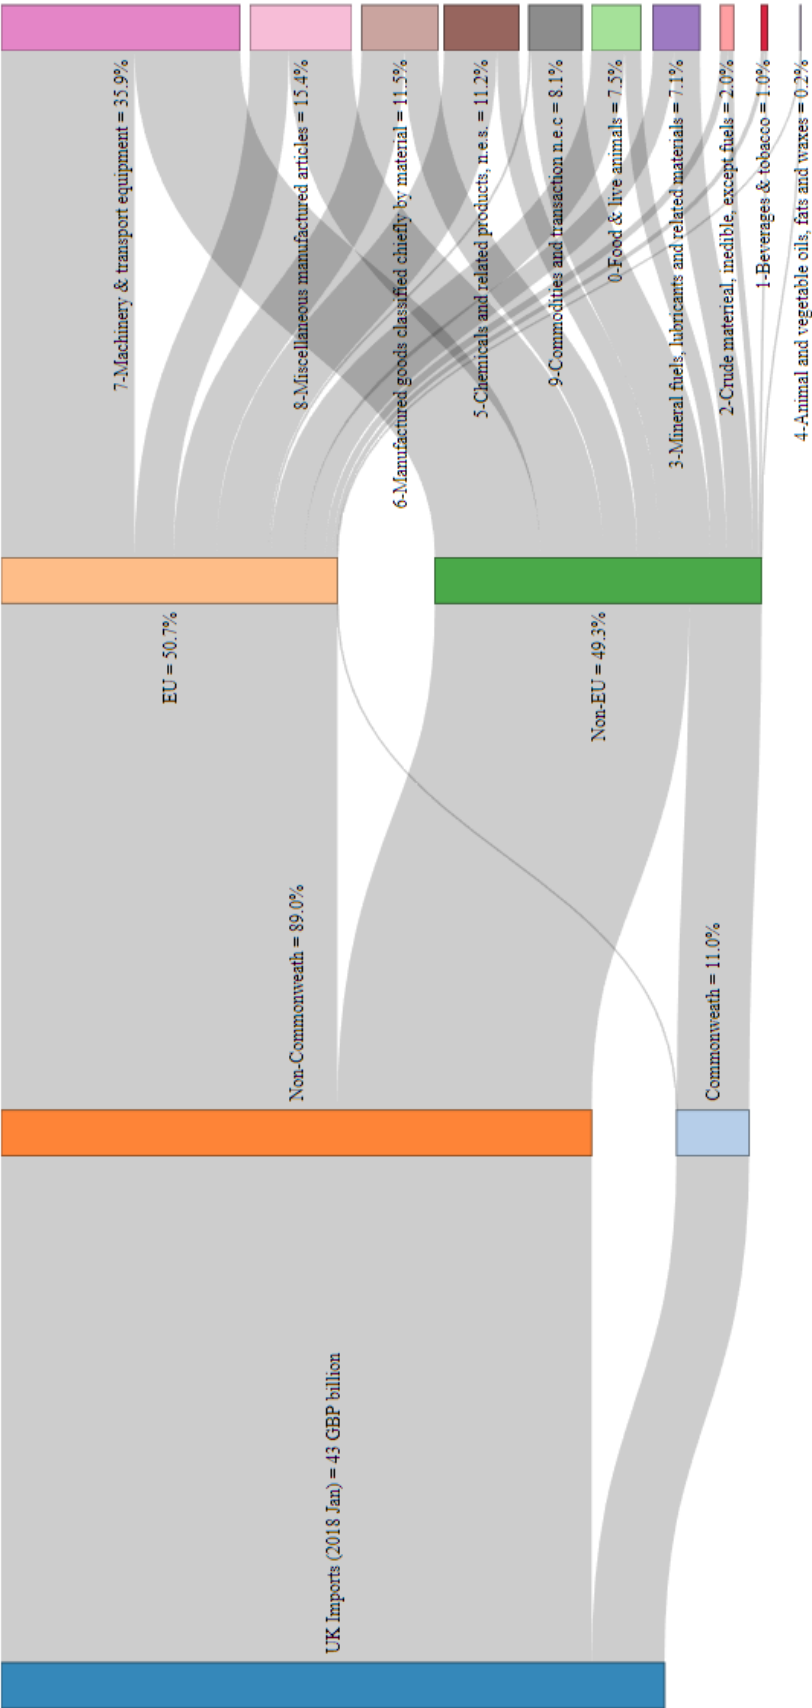 UK Imports (2018 Jan) = 43 GBP billion
Non-Commonweath = 89.0%
Commonweath = 11.0%
EU = 50.7%
Non-EU = 49.3%
7-Machinery & transport equipment = 35.9%
8-Miscellaneous manufactured articles = 15.4%
6-Manufactured goods classified chiefly by material = 11.5%
5-Chemicals and related products, n.e.s. = 11.2%
9-Commodities and transaction n.e.c = 8.1%
0-Food & live animals = 7.5%
3-Mineral fuels, lubricants and related materials = 7.1%
2-Crude materieal, inedible, except fuels = 2.0%
1-Beverages & tobacco = 1.0%
4-Animal and vegetable oils, fats and waxes = 0.2%